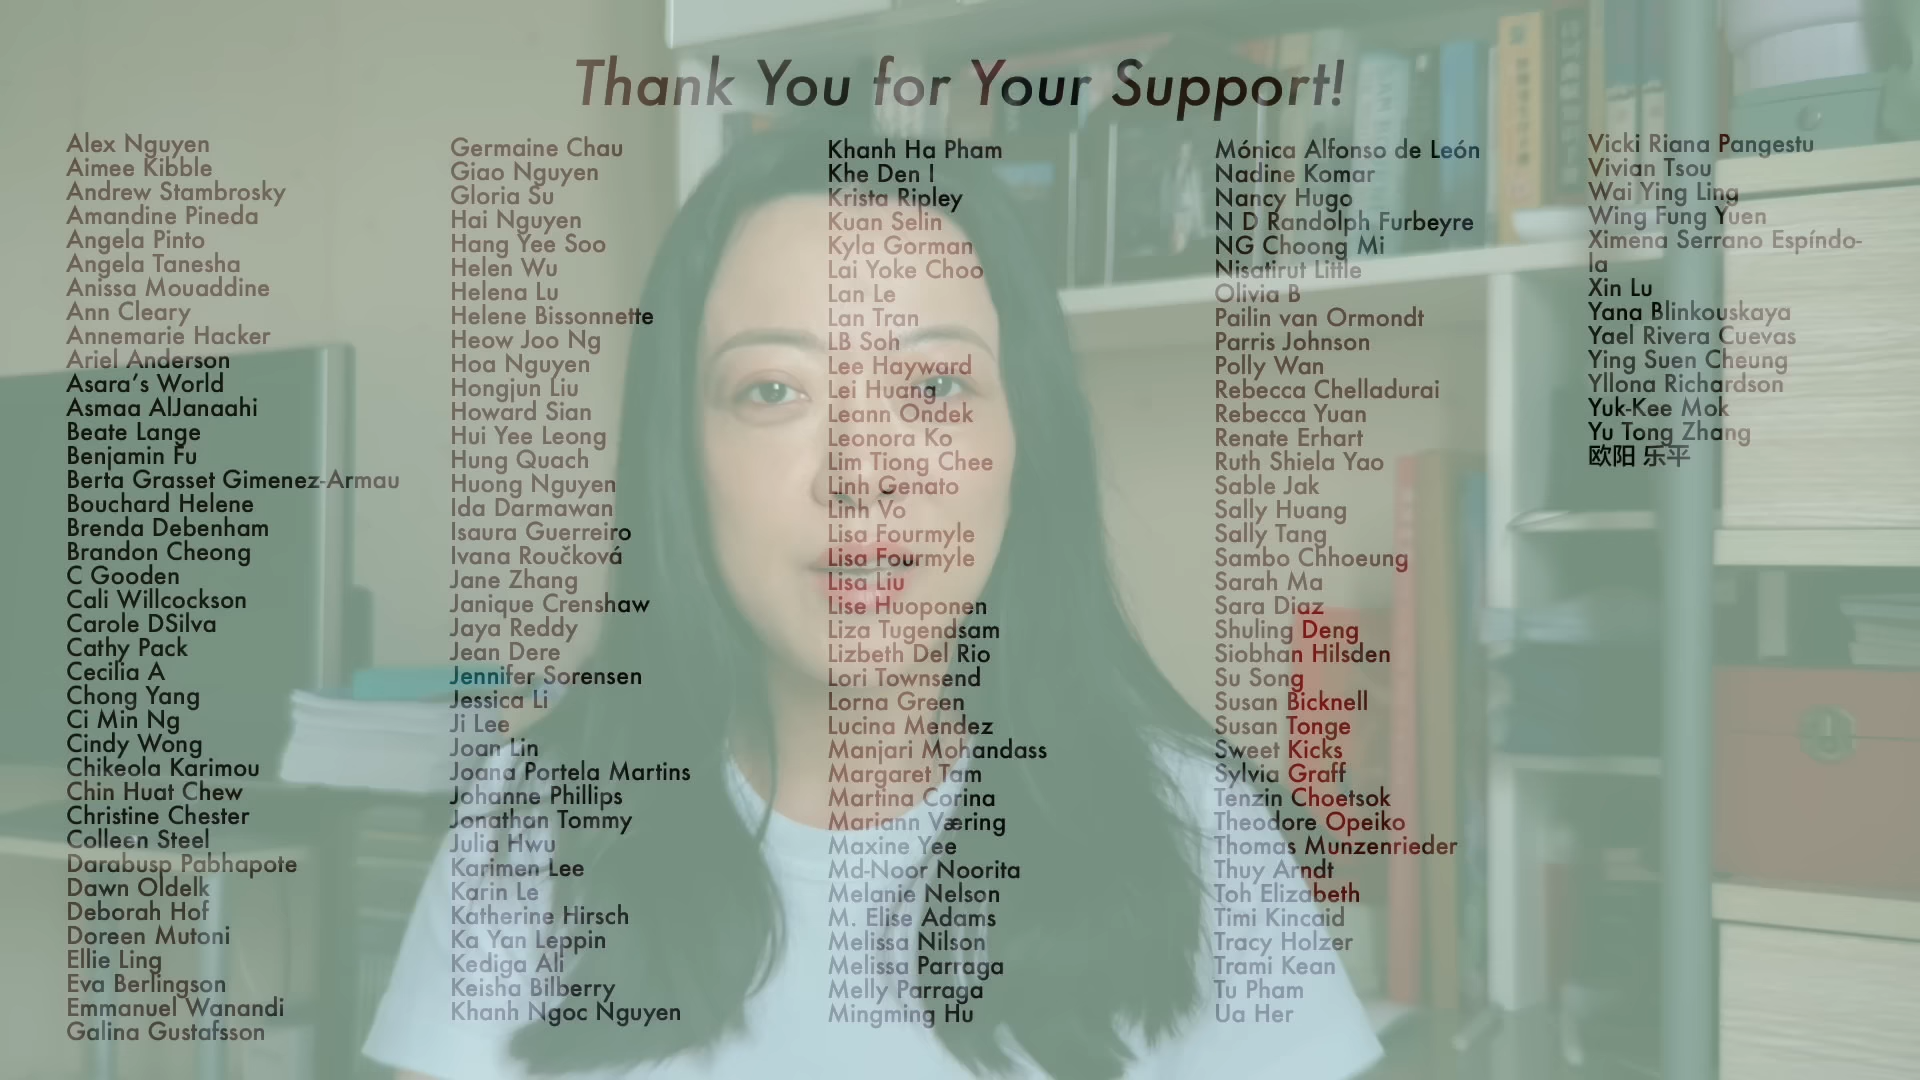 Thank You for Your Support!
Alex Nguyen
Aimee Kibble
Andrew Stambrosky
Amandine Pineda
Angela Pinto
Angela Tanesha
Anissa Mouaddine
Ann Cleary
Annemarie Hacker
Ariel Anderson
Asara's World
Asmaa AlJanaahi
Beate Lange
Benjamin Fu
Berta Grasset Gimenez-Armau
Bouchard Helene
Brenda Debenham
Brandon Cheong
C Gooden
Cali Willcockson
Carole DSilva
Cathy Pack
Cecilia A
Chong Yang
Ci Min Ng
Cindy Wong
Chikeola Karimou
Chin Huat Chew
Christine Chester
Colleen Steel
Darabusp Pabhapote
Dawn Oldelk
Deborah Hof
Doreen Mutoni
Ellie Ling
Eva Berlingson
Emmanuel Wanandi
Galina Gustafsson
Germaine Chau
Giao Nguyen
Gloria Su
Hai Nguyen
Hang Yee Soo
Helen Wu
Helena Lu
Helene Bissonnette
Heow Joo Ng
Hoa Nguyen
Hongjun Liu
Howard Sian
Hui Yee Leong
Hung Quach
Huong Nguyen
Ida Darmawan
Isaura Guerreiro
Ivana Roučková
Jane Zhang
Janique Crenshaw
Jaya Reddy
Jean Dere
Jennifer Sorensen
Jessica Li
Ji Lee
Joan Lin
Joana Portela Martins
Johanne Phillips
Jonathan Tommy
Julia Hwu
Karimen Lee
Karin Le
Katherine Hirsch
Ka Yan Leppin
Kediga Ali
Keisha Bilberry
Khanh Ngoc Nguyen
Khanh Ha Pham
Khe Den I
Krista Ripley
Kuan Selin
Kyla Gorman
Lai Yoke Choo
Lan Le
Lan Tran
LB Soh
Lee Hayward
Lei Huang
Leann Ondek
Leonora Ko
Lim Tiong Chee
Linh Genato
Linh Vo
Lisa Fourmyle
Lisa Fourmyle
Lisa Liu
Lise Huoponen
Liza Tugendsam
Lizbeth Del Rio
Lori Townsend
Lorna Green
Lucina Mendez
Manjari Mohandass
Margaret Tam
Martina Corina
Mariann Væring
Maxine Yee
Md-Noor Noorita
Melanie Nelson
M. Elise Adams
Melissa Nilson
Melissa Parraga
Melly Parraga
Mingming Hu
Mónica Alfonso de León
Nadine Komar
Nancy Hugo
N D Randolph Furbeyre
NG Choong Mi
Nisatirut Little
Olivia B
Pailin van Ormondt
Parris Johnson
Polly Wan
Rebecca Chelladurai
Rebecca Yuan
Renate Erhart
Ruth Shiela Yao
Sable Jak
Sally Huang
Sally Tang
Sambo Chhoeung
Sarah Ma
Sara Diaz
Shuling Deng
Siobhan Hilsden
Su Song
Susan Bicknell
Susan Tonge
Sweet Kicks
Sylvia Graff
Tenzin Choetsok
Theodore Opeiko
Thomas Munzenrieder
Thuy Arndt
Toh Elizabeth
Timi Kincaid
Tracy Holzer
Trami Kean
Tu Pham
Ua Her
Vicki Riana Pangestu
Vivian Tsou
Wai Ying Ling
Wing Fung Yuen
Ximena Serrano Espíndo-
la
Xin Lu
Yana Blinkouskaya
Yael Rivera Cuevas
Ying Suen Cheung
Yllona Richardson
Yuk-Kee Mok
Yu Tong Zhang
欧阳 乐平